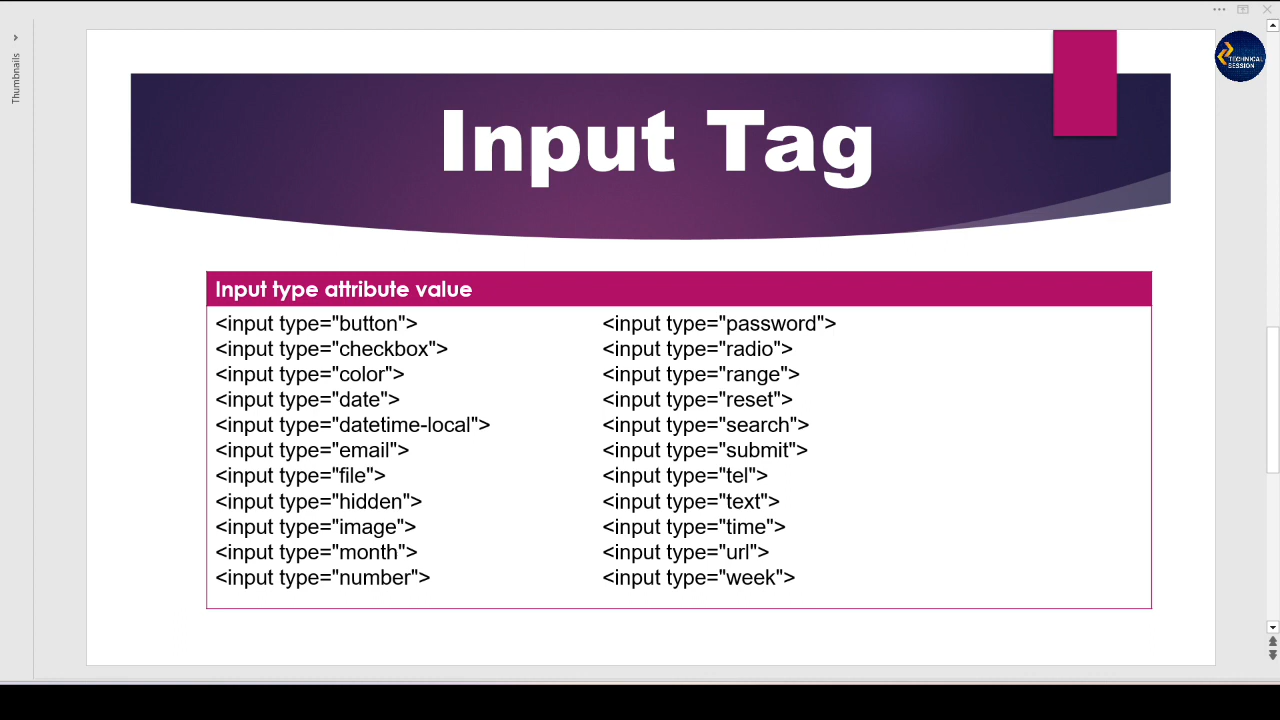 Thumbnails
TECHNICAL
SESSION
Input Tag
Input type attribute value
<input type="button">
<input type="checkbox">
<input type="color">
<input type="date">
<input type="datetime-local">
<input type="email">
<input type="file">
<input type="hidden">
<input type="image">
<input type="month">
<input type="number">
<input type="password">
<input type="radio">
<input type="range">
<input type="reset">
<input type="search">
<input type="submit">
<input type="tel">
<input type="text">
<input type="time">
<input type="url">
<input type="week">